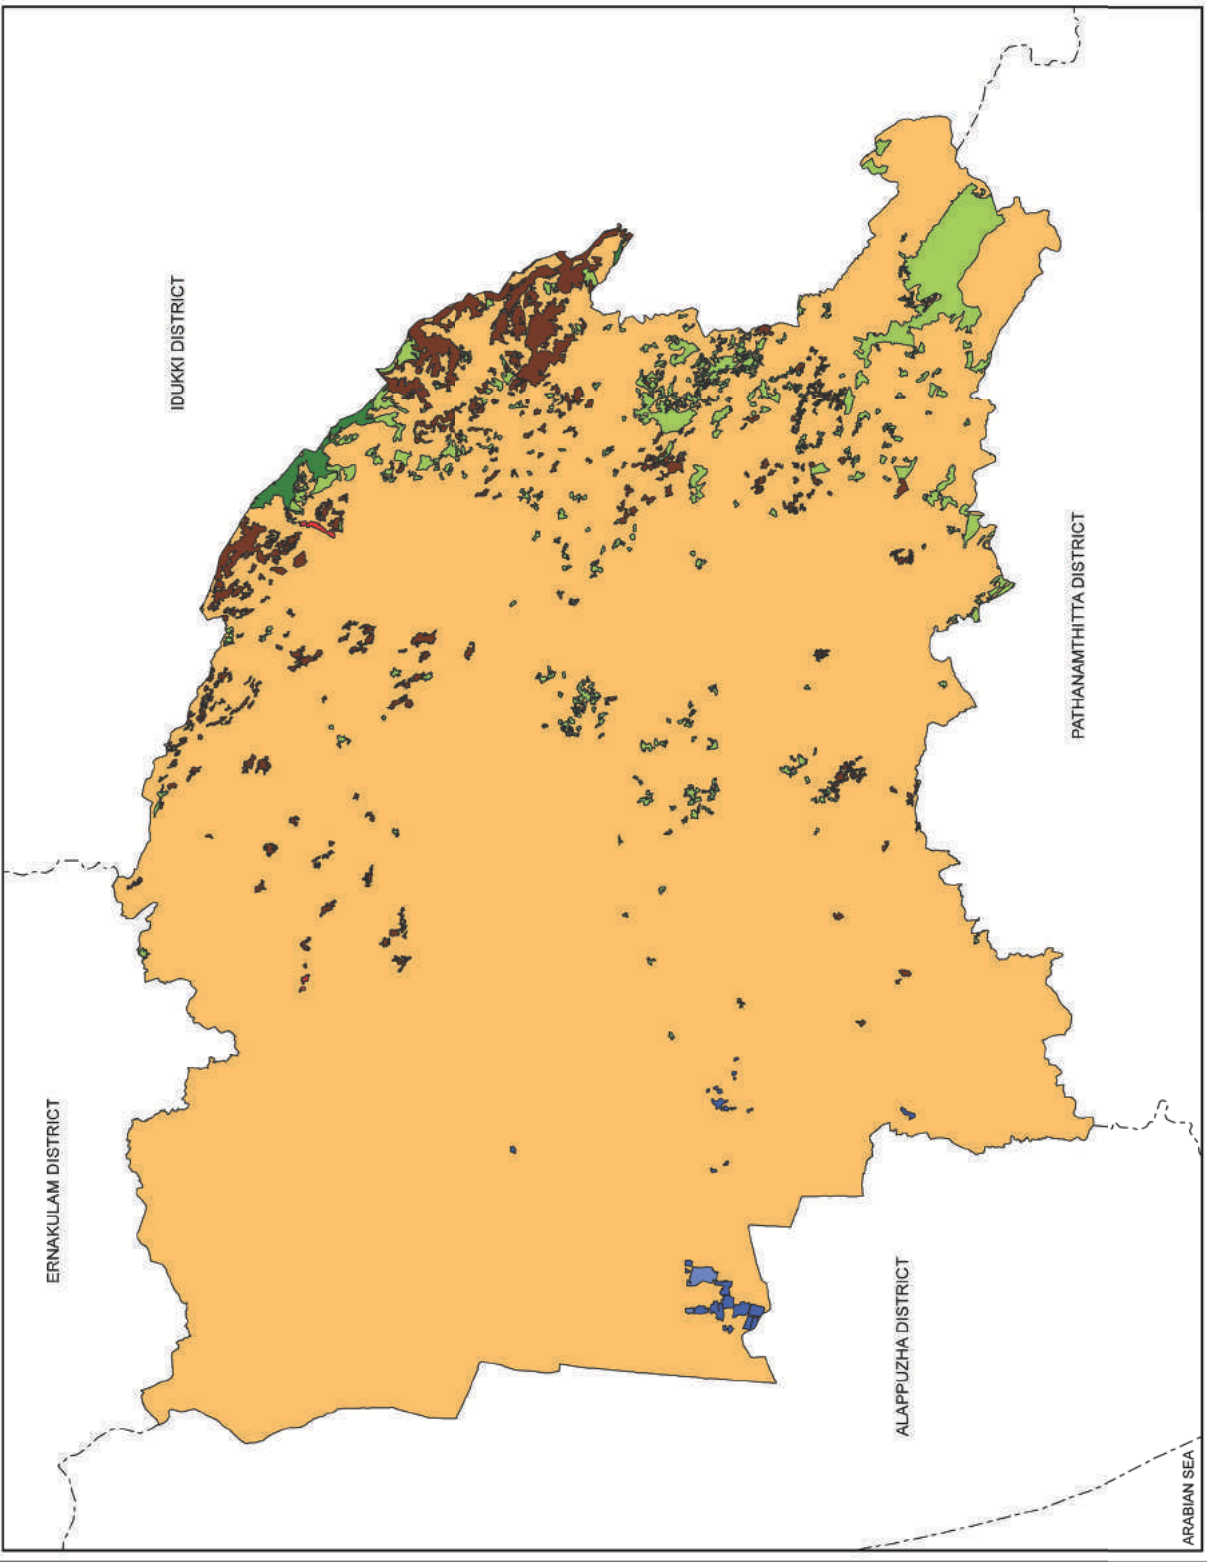 IDUKKI DISTRICT
ERNAKULAM DISTRICT
PATHANAMTHITTA DISTRICT
ALAPPUZHA DISTRICT
ARABIAN SEA